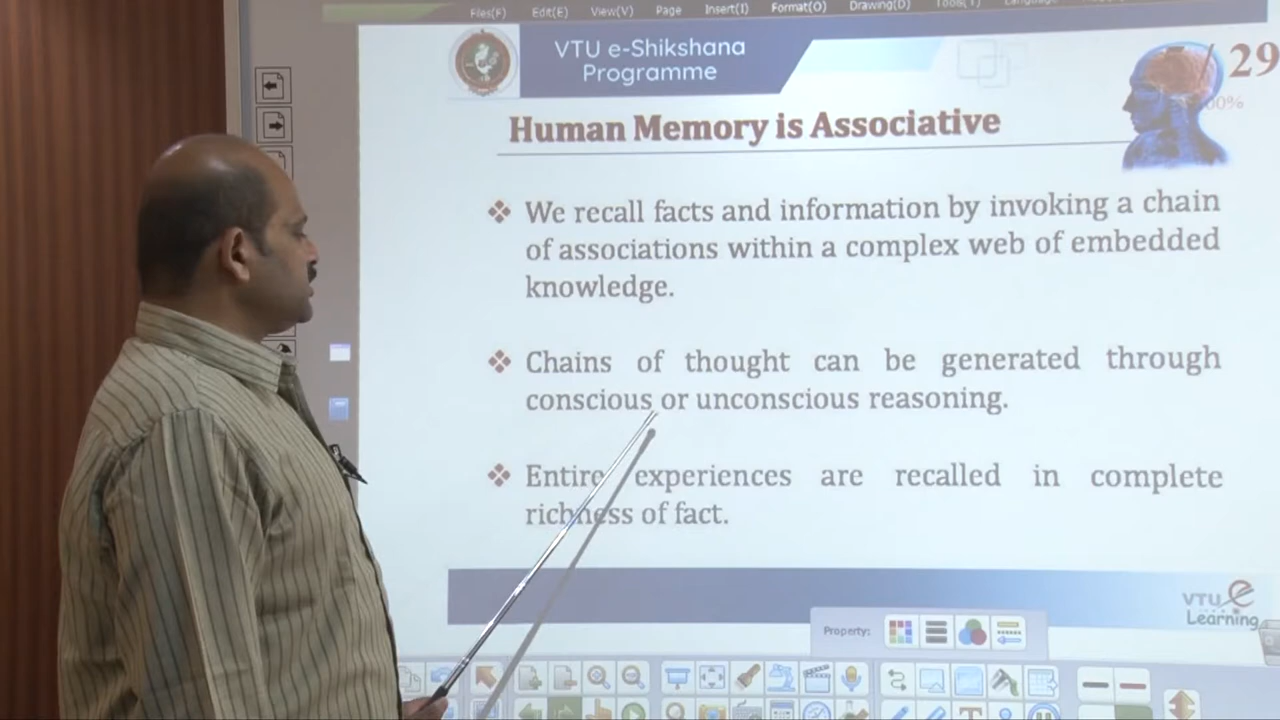 Files(F) Edit(E) View(V) Page Insert(I) Format(O) Drawing(D) Tools(T)
VTU e-Shikshana
Programme
/ 29
00%
Human Memory is Associative
We recall facts and information by invoking a chain
of associations within a complex web of embedded
knowledge.
Chains of thought can be generated through
conscious or unconscious reasoning.
Entire experiences are recalled in complete
richness of fact.
VTU e
Learning
Property: